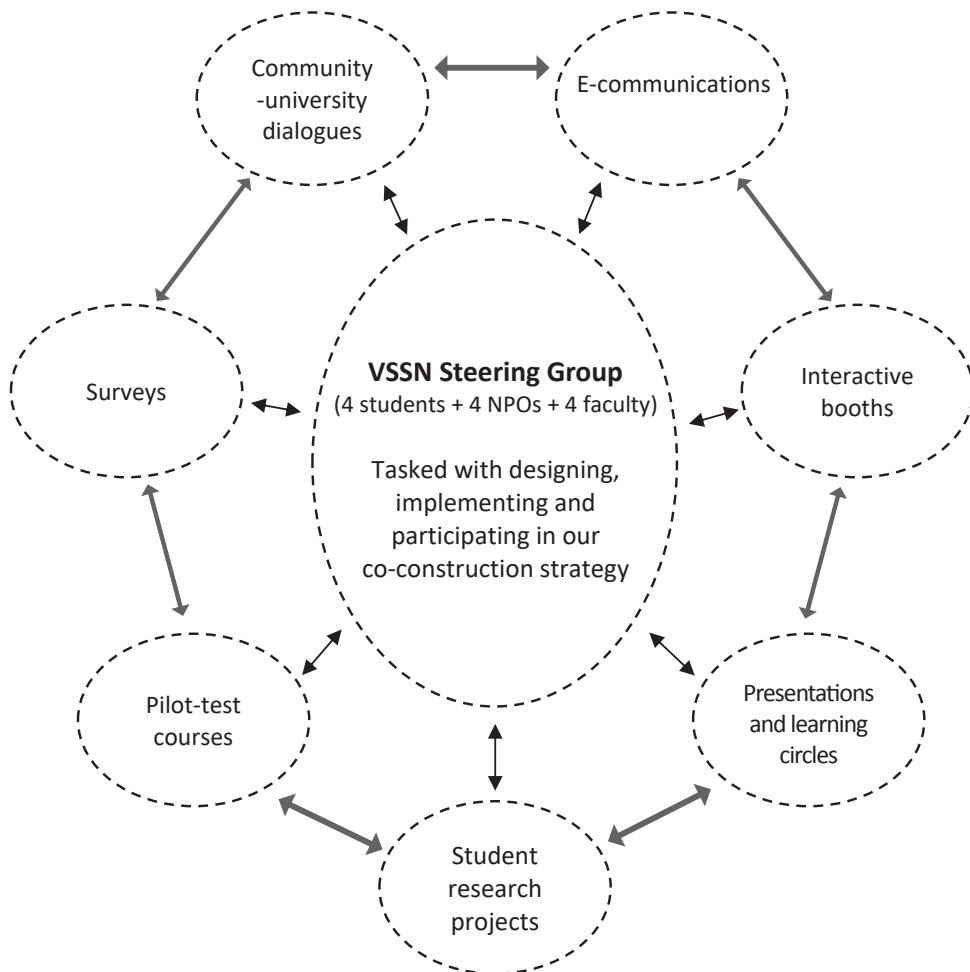 Community
-university
dialogues
E-communications
Surveys
VSSN Steering Group
(4 students + 4 NPOs + 4 faculty)
Tasked with designing,
implementing and
participating in our
co-construction strategy
Interactive
booths
Pilot-test
courses
Presentations
and learning
circles
Student
research
projects